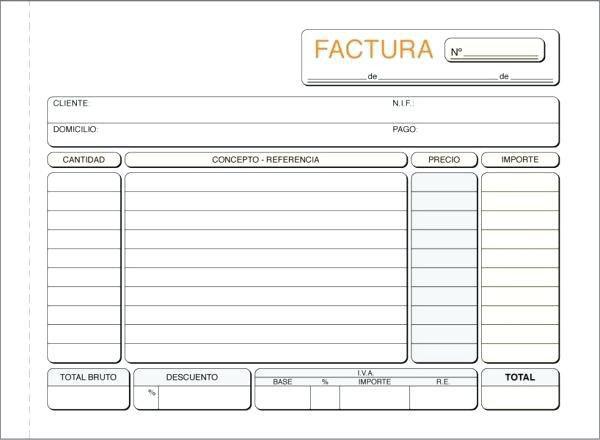 FACTURA Nº
de de
CLIENTE: N.I.F.:
DOMICILIO: PAGO:
CANTIDAD CONCEPTO - REFERENCIA PRECIO IMPORTE
TOTAL BRUTO DESCUENTO I.V.A. TOTAL
BASE % IMPORTE R.E.
%